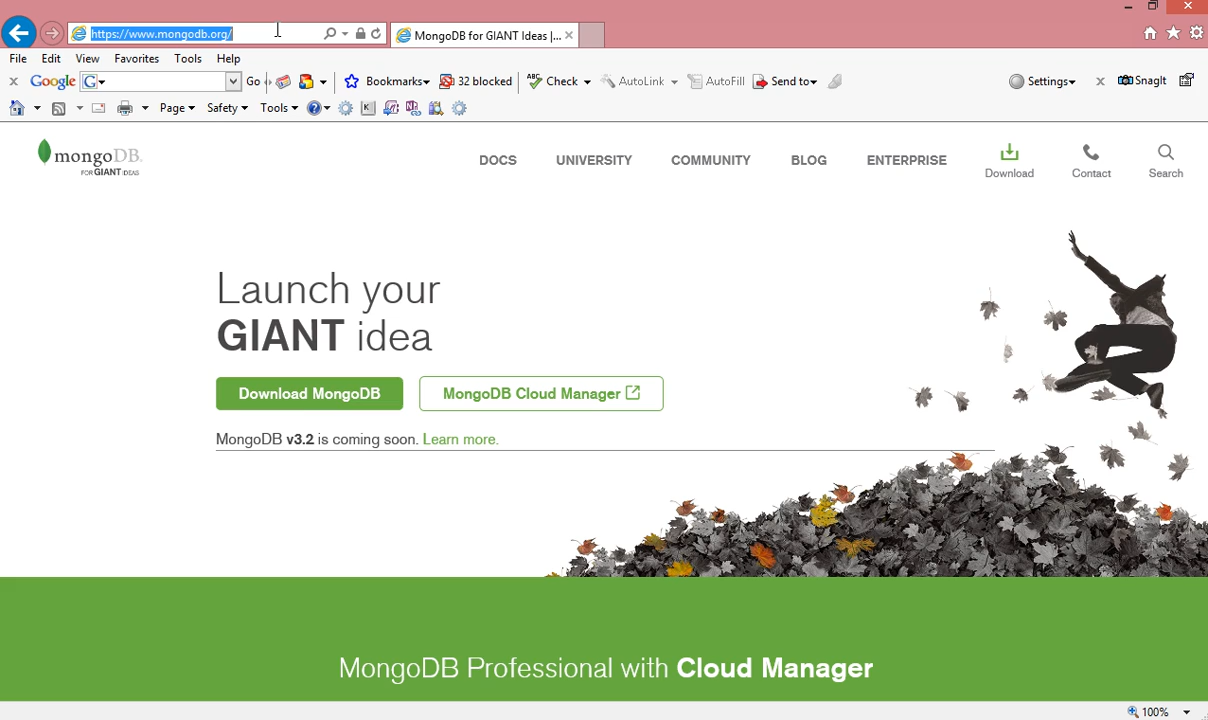 https://www.mongodb.org/
MongoDB for GIANT Ideas |...
File Edit View Favorites Tools Help
Google G Go Bookmarks 32 blocked ABC Check AutoLink AutoFill Send to Settings SnagIt
Page Safety Tools
mongoDB
FOR GIANT IDEAS
DOCS UNIVERSITY COMMUNITY BLOG ENTERPRISE Download Contact Search
Launch your
GIANT idea
Download MongoDB MongoDB Cloud Manager
MongoDB v3.2 is coming soon. Learn more.
MongoDB Professional with Cloud Manager
100%